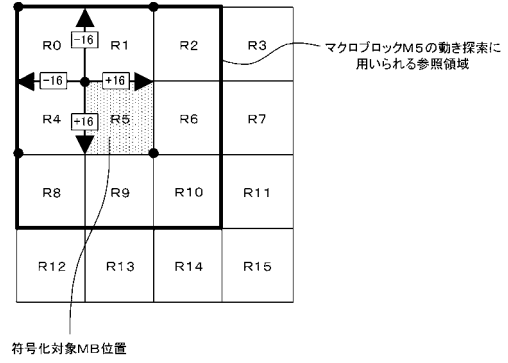 R0
R1
R2
R3
−16
−16
+16
R4
+16
R5
R6
R7
R8
R9
R10
R11
R12
R13
R14
R15
マクロブロックM5の動き探索に
用いられる参照領域
符号化対象MB位置